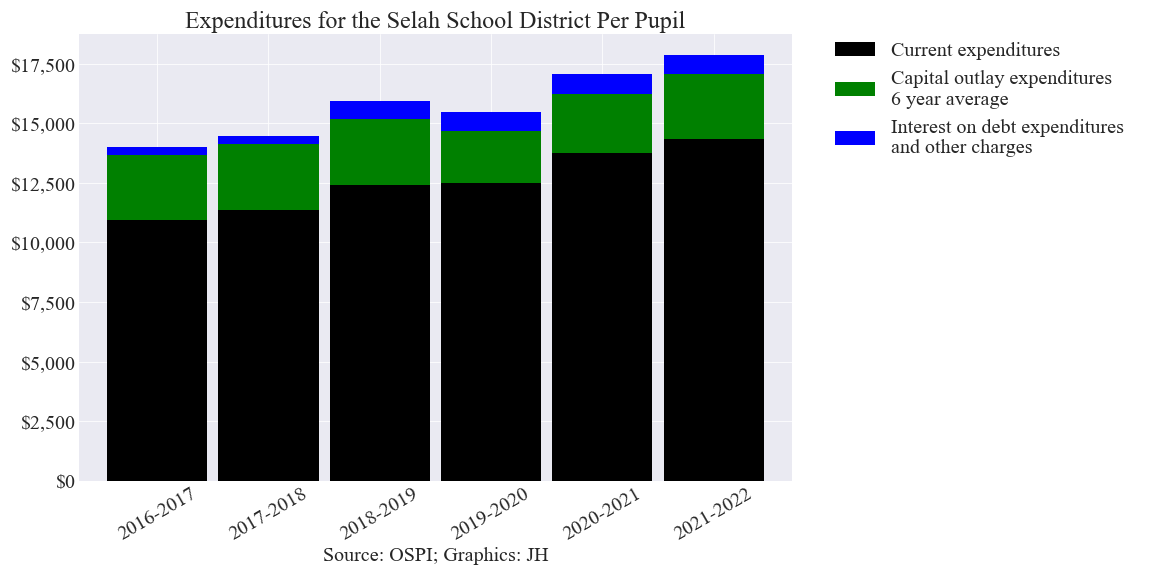 Expenditures for the Selah School District Per Pupil
$17,500
$15,000
$12,500
$10,000
$7,500
$5,000
$2,500
$0
2016-2017
2017-2018
2018-2019
2019-2020
2020-2021
2021-2022
Source: OSPI; Graphics: JH
Current expenditures
Capital outlay expenditures
6 year average
Interest on debt expenditures
and other charges